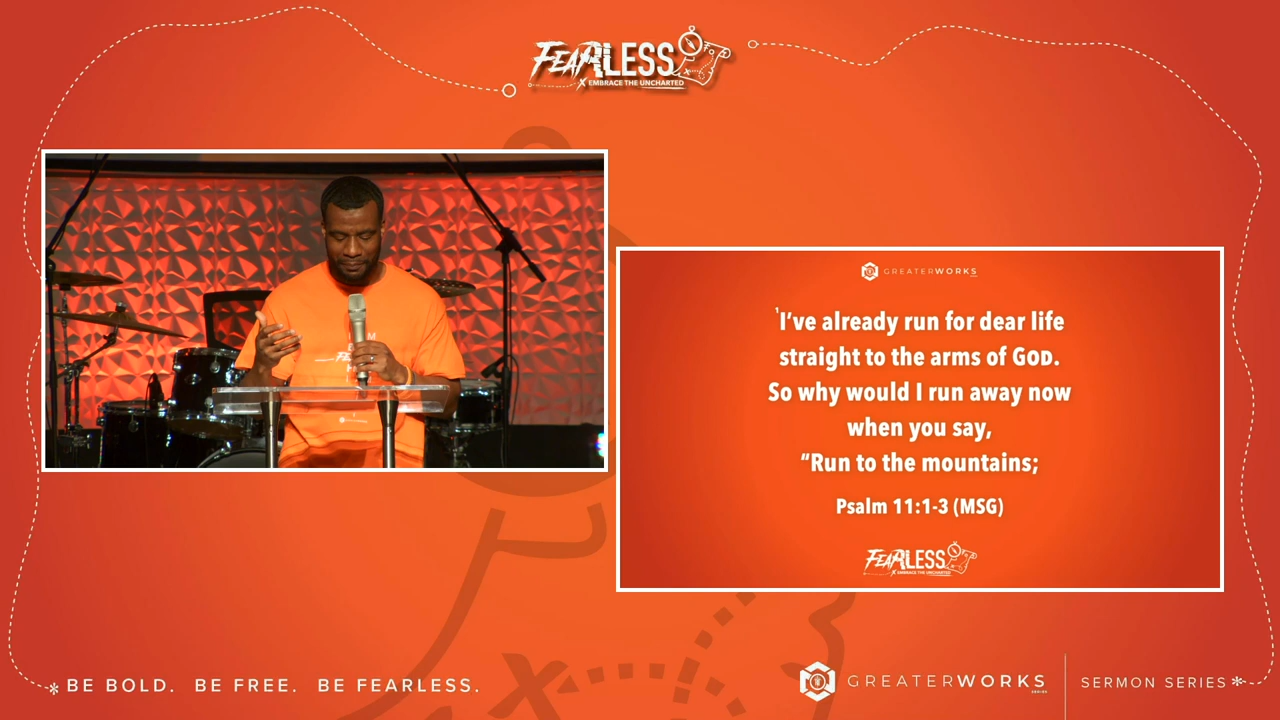 FEARLESS
X EMBRACE THE UNCHARTED
GREATERWORKS
¹I’ve already run for dear life
straight to the arms of GOD.
So why would I run away now
when you say,
“Run to the mountains;
Psalm 11:1-3 (MSG)
FEARLESS
X EMBRACE THE UNCHARTED
* BE BOLD. BE FREE. BE FEARLESS.
GREATERWORKS
SERIES
SERMON SERIES *